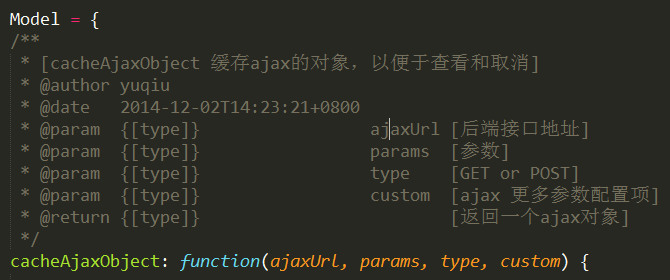 Model = {
/**
 * [cacheAjaxObject 缓存ajax的对象，以便于查看和取消]
 * @author yuqiu
 * @date   2014-12-02T14:23:21+0800
 * @param  {[type]}                 ajaxUrl [后端接口地址]
 * @param  {[type]}                 params  [参数]
 * @param  {[type]}                 type    [GET or POST]
 * @param  {[type]}                 custom  [ajax 更多参数配置项]
 * @return {[type]}                         [返回一个ajax对象]
 */
cacheAjaxObject: function(ajaxUrl, params, type, custom) {